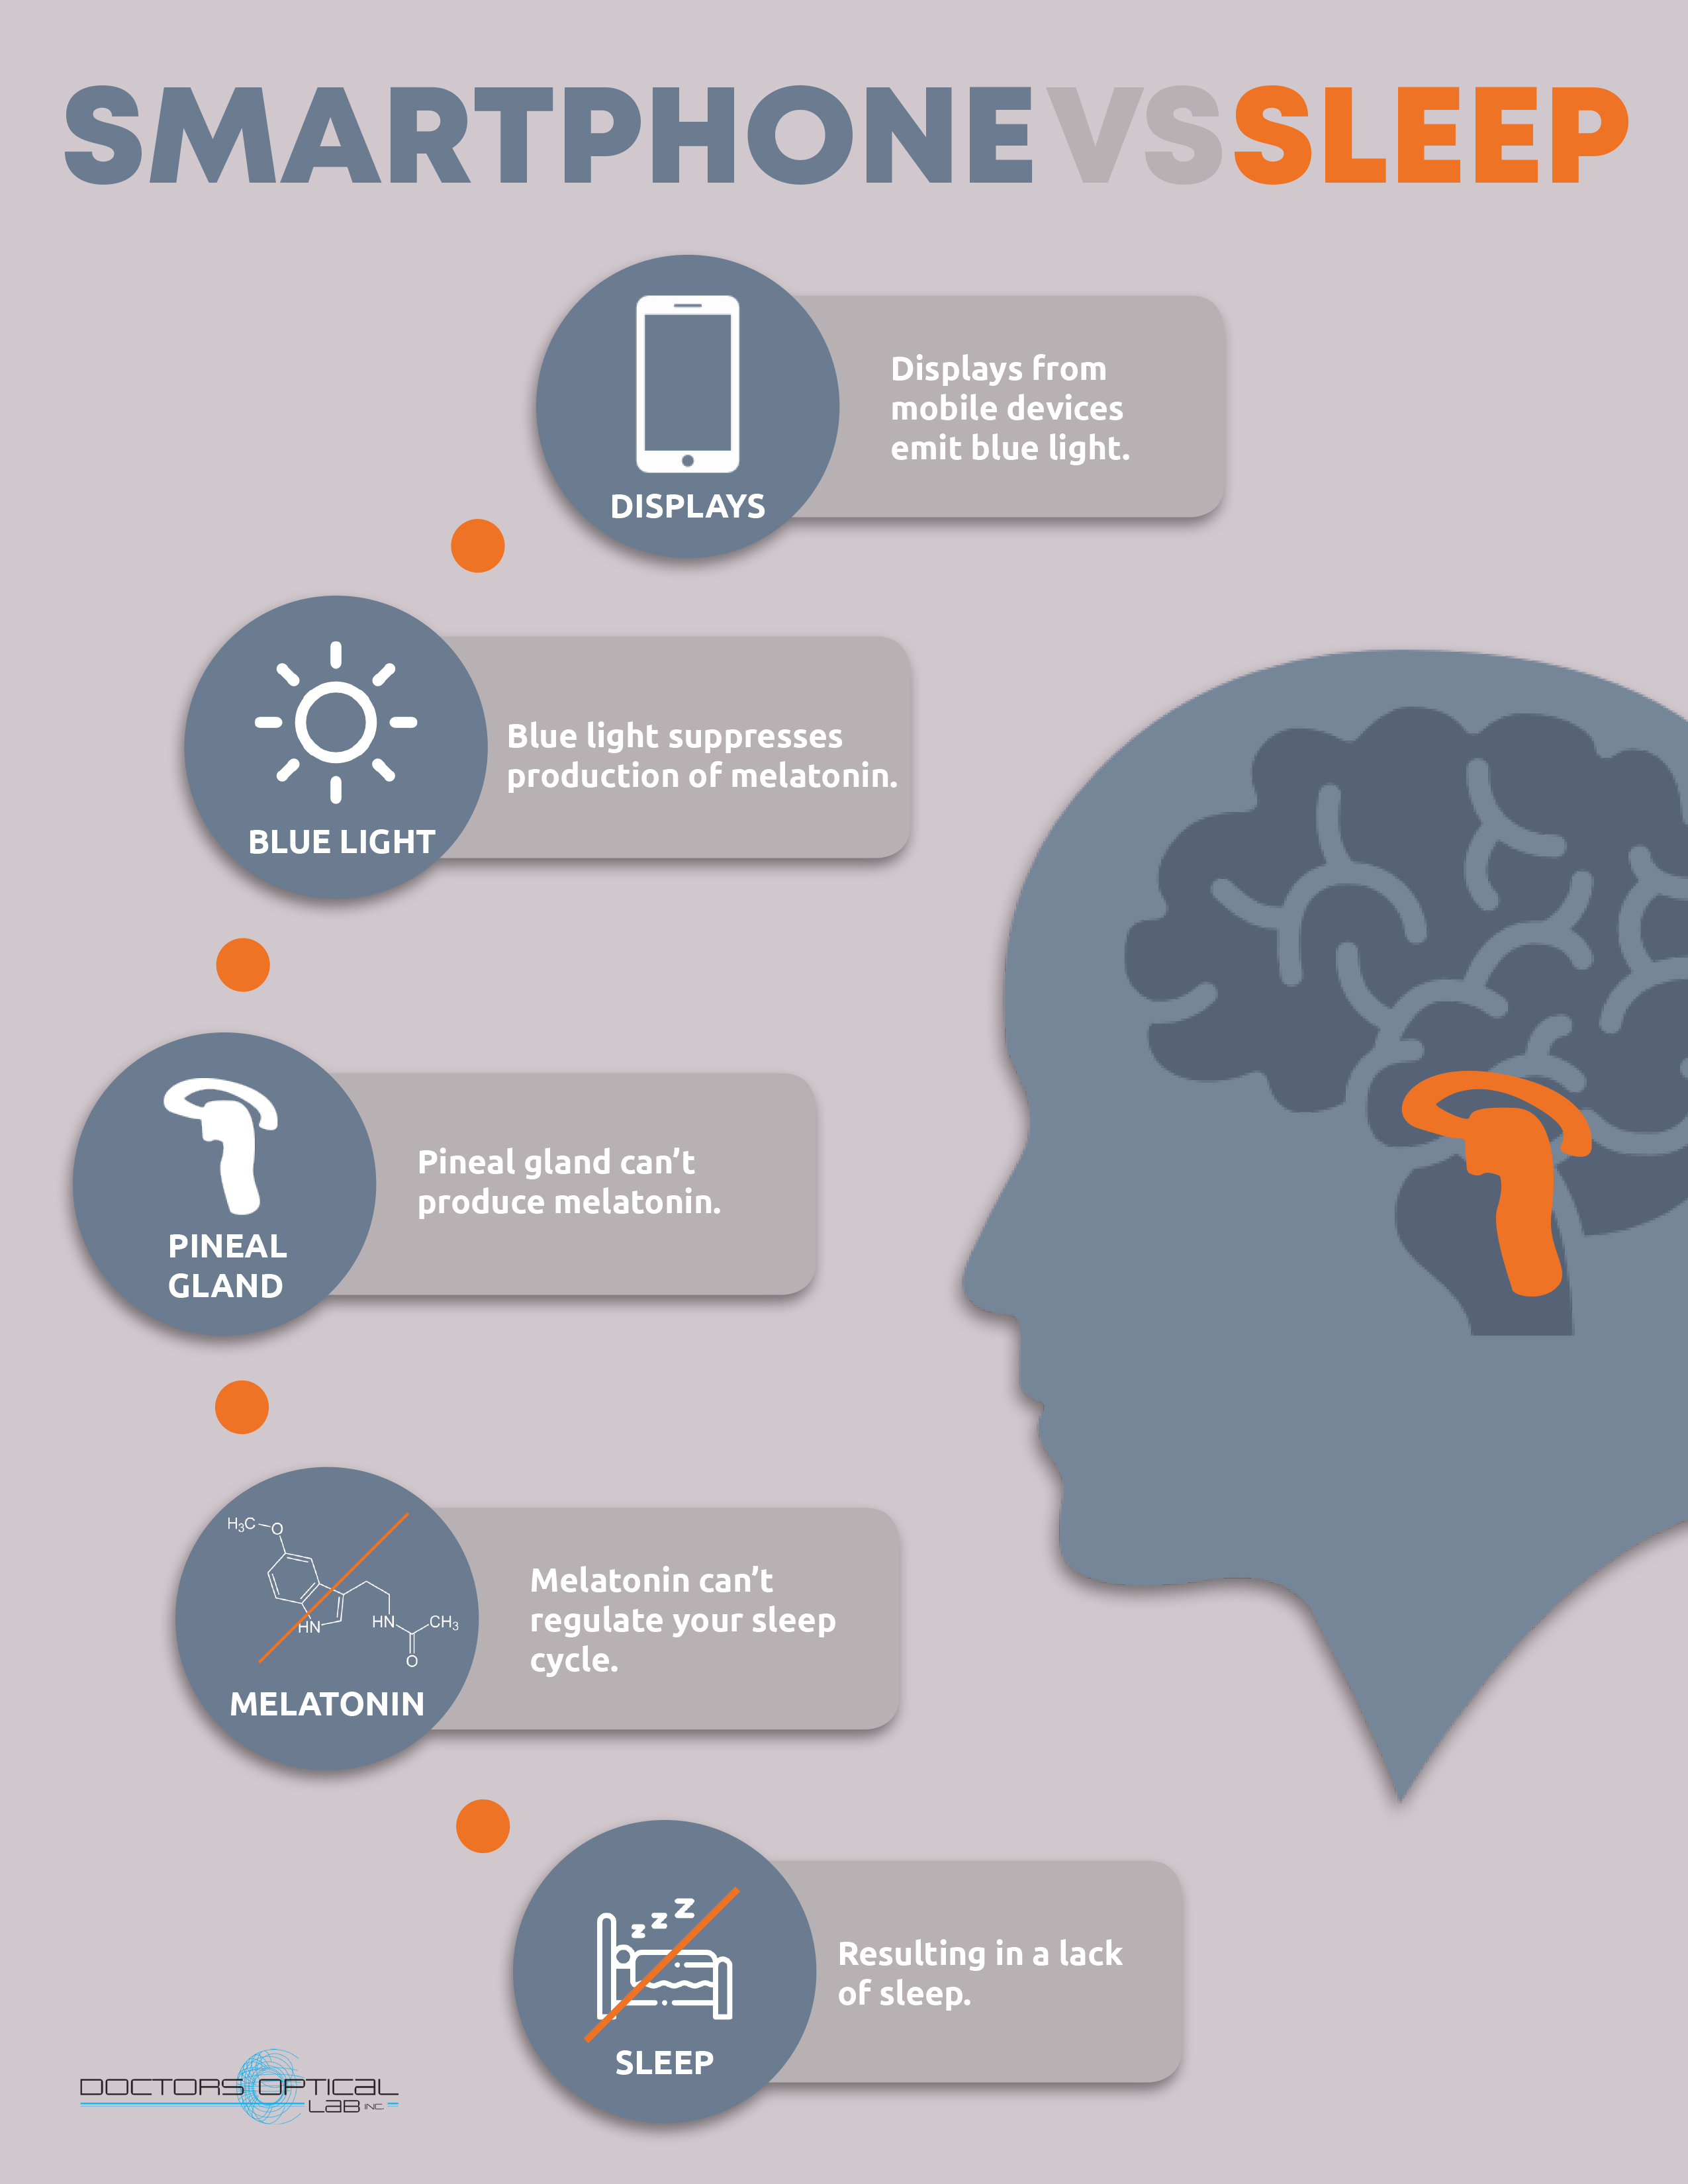 SMARTPHONE VS SLEEP
DISPLAYS
Displays from
mobile devices
emit blue light.
BLUE LIGHT
Blue light suppresses
production of melatonin.
PINEAL
GLAND
Pineal gland can’t
produce melatonin.
H₃C
O
HN
HN
CH₃
O
MELATONIN
Melatonin can’t
regulate your sleep
cycle.
z z z
SLEEP
Resulting in a lack
of sleep.
DOCTORS OPTICAL
LAB INC.